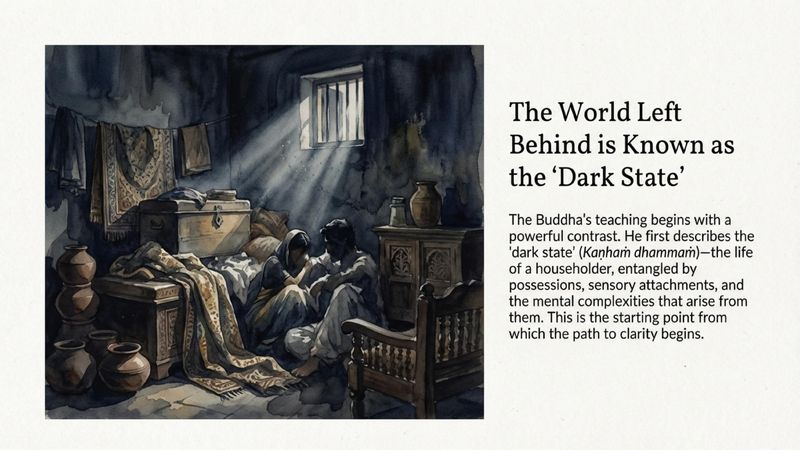 The World Left
Behind is Known as
the ‘Dark State’
The Buddha's teaching begins with a
powerful contrast. He first describes the
'dark state' (Kaṇhaṁ dhammaṁ)—the life
of a householder, entangled by
possessions, sensory attachments, and
the mental complexities that arise from
them. This is the starting point from
which the path to clarity begins.